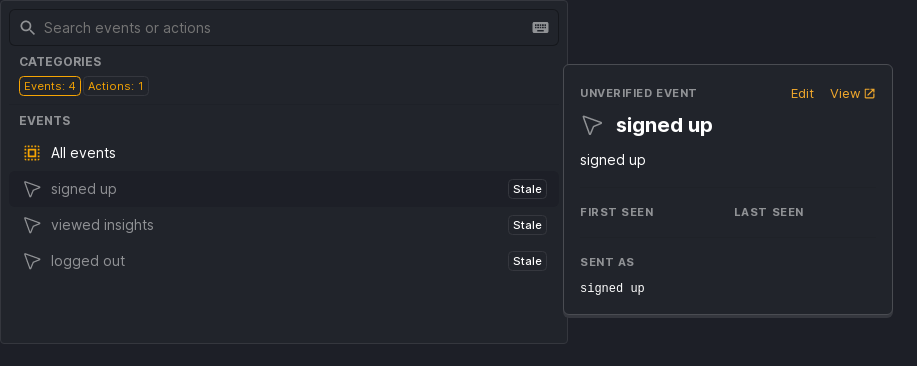 Search events or actions
CATEGORIES
Events: 4 Actions: 1
EVENTS
All events
signed up Stale
viewed insights Stale
logged out Stale
UNVERIFIED EVENT Edit View
signed up
signed up
FIRST SEEN LAST SEEN
SENT AS
signed up